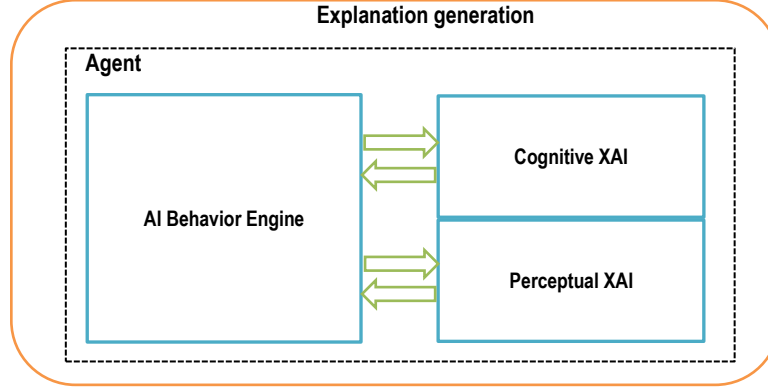 Explanation generation
Agent
Cognitive XAI
AI Behavior Engine
Perceptual XAI